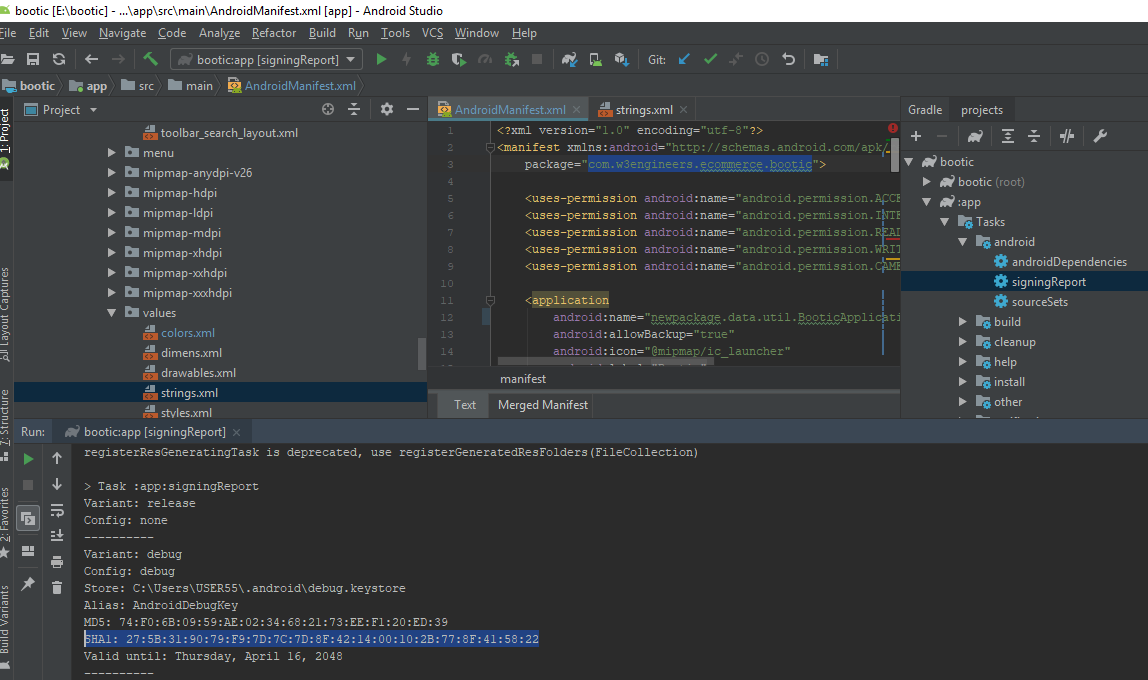 bootic [E:\bootic] - ...\app\src\main\AndroidManifest.xml [app] - Android Studio
File Edit View Navigate Code Analyze Refactor Build Run Tools VCS Window Help
bootic:app [signingReport] Git:
bootic app src main AndroidManifest.xml
1: Project
Layout Captures
7: Structure
2: Favorites
Build Variants
Project
toolbar_search_layout.xml
menu
mipmap-anydpi-v26
mipmap-hdpi
mipmap-ldpi
mipmap-mdpi
mipmap-xhdpi
mipmap-xxhdpi
mipmap-xxxhdpi
values
colors.xml
dimens.xml
drawables.xml
strings.xml
styles.xml
AndroidManifest.xml strings.xml
1 <?xml version="1.0" encoding="utf-8"?>
2 <manifest xmlns:android="http://schemas.android.com/apk/
3 package="com.w3engineers.ecommerce.bootic">
4
5 <uses-permission android:name="android.permission.ACCE
6 <uses-permission android:name="android.permission.INTE
7 <uses-permission android:name="android.permission.READ
8 <uses-permission android:name="android.permission.WRIT
9 <uses-permission android:name="android.permission.CAME
10
11 <application
12 android:name="newpackage.data.util.BooticApplicati
13 android:allowBackup="true"
14 android:icon="@mipmap/ic_launcher"
manifest
Text Merged Manifest
Gradle projects
bootic
bootic (root)
:app
Tasks
android
androidDependencies
signingReport
sourceSets
build
cleanup
help
install
other
Run: bootic:app [signingReport]
registerResGeneratingTask is deprecated, use registerGeneratedResFolders(FileCollection)
> Task :app:signingReport
Variant: release
Config: none
----------
Variant: debug
Config: debug
Store: C:\Users\USER55\.android\debug.keystore
Alias: AndroidDebugKey
MD5: 74:F0:6B:09:59:AE:02:34:68:21:73:EE:F1:20:ED:39
SHA1: 27:5B:31:90:79:F9:7D:7C:7D:8F:42:14:00:10:2B:77:8F:41:58:22
Valid until: Thursday, April 16, 2048
----------